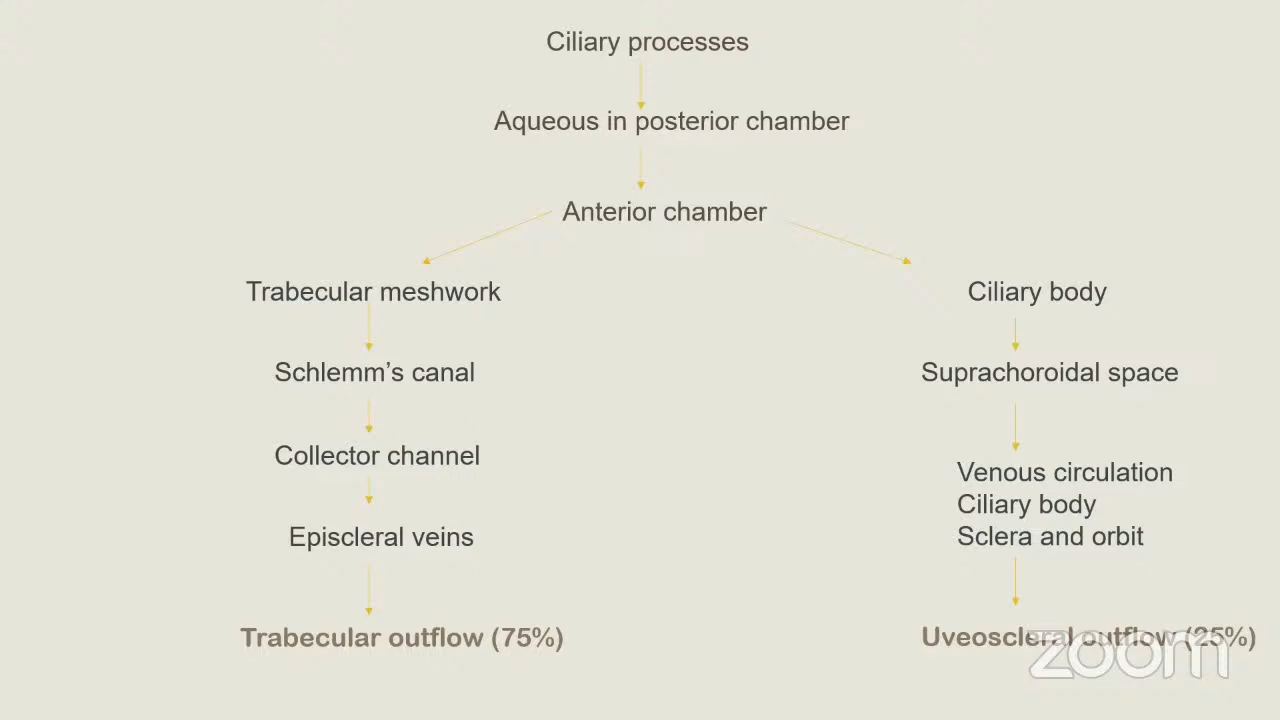 Ciliary processes
Aqueous in posterior chamber
Anterior chamber
Trabecular meshwork
Schlemm’s canal
Collector channel
Episcleral veins
Trabecular outflow (75%)
Ciliary body
Suprachoroidal space
Venous circulation
Ciliary body
Sclera and orbit
Uveoscleral outflow (25%)
zoom